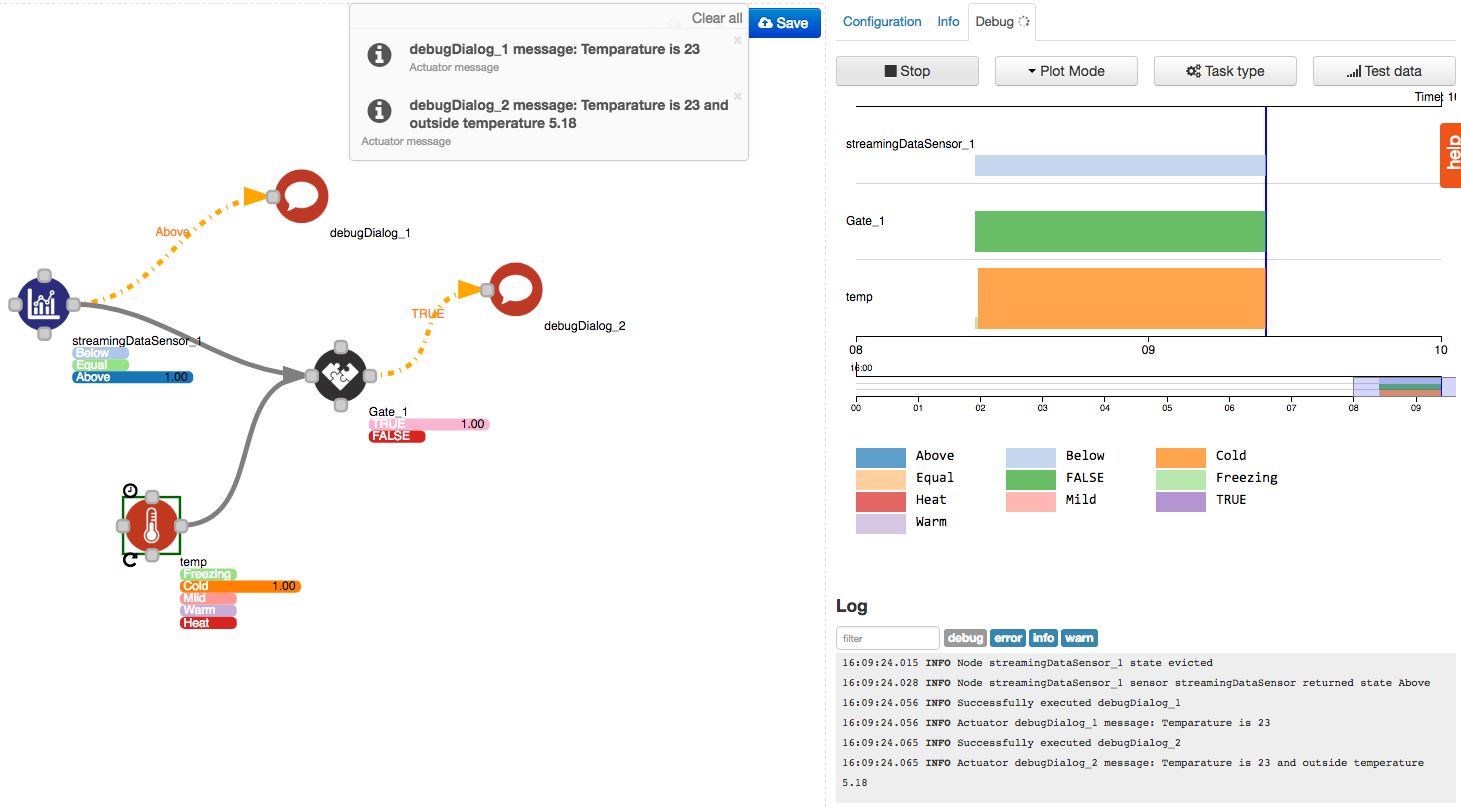 Clear all
Save
debugDialog_1 message: Temparature is 23
Actuator message
debugDialog_2 message: Temparature is 23 and
outside temperature 5.18
Actuator message
Above
debugDialog_1
TRUE
debugDialog_2
streamingDataSensor_1
Below
Equal
Above 1.00
Gate_1
TRUE 1.00
FALSE
temp
Freezing
Cold 1.00
Mild
Warm
Heat
Configuration Info Debug
Stop Plot Mode Task type Test data
help
streamingDataSensor_1
Gate_1
temp
08 09 10
16:00
00 01 02 03 04 05 06 07 08 09
Above Below Cold
Equal FALSE Freezing
Heat Mild TRUE
Warm
Log
filter debug error info warn
16:09:24.015 INFO Node streamingDataSensor_1 state evicted
16:09:24.028 INFO Node streamingDataSensor_1 sensor streamingDataSensor returned state Above
16:09:24.056 INFO Successfully executed debugDialog_1
16:09:24.056 INFO Actuator debugDialog_1 message: Temparature is 23
16:09:24.065 INFO Successfully executed debugDialog_2
16:09:24.065 INFO Actuator debugDialog_2 message: Temparature is 23 and outside temperature
5.18